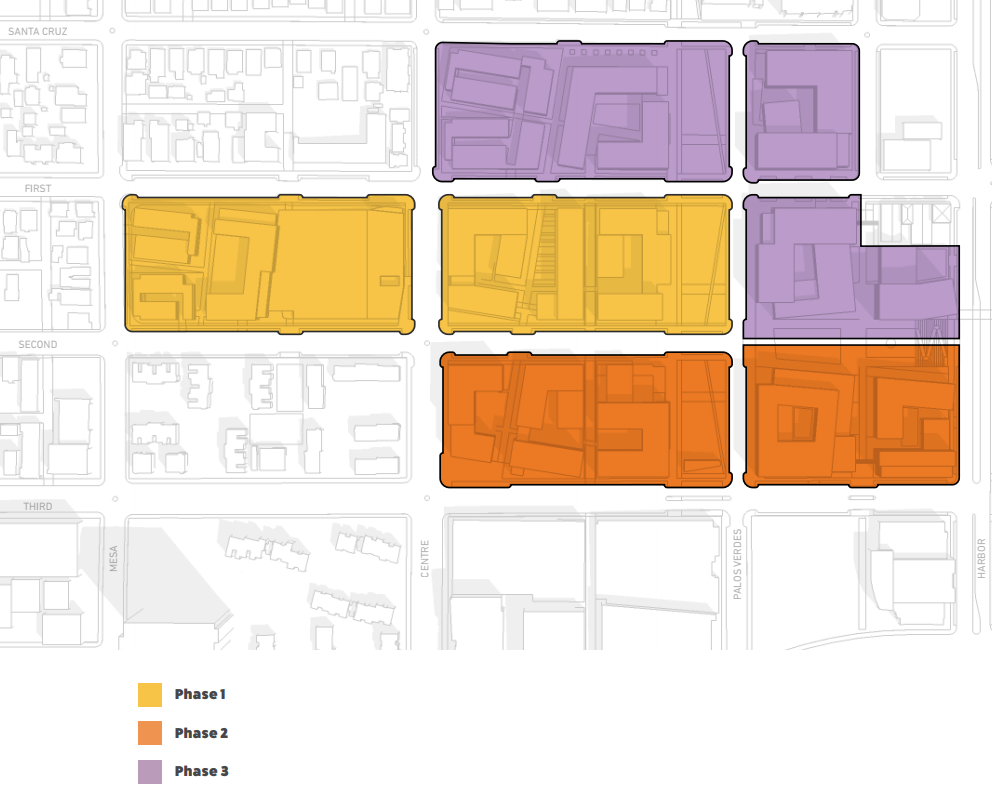 SANTA CRUZ
FIRST
SECOND
THIRD
MESA
CENTRE
PALOS VERDES
HARBOR
Phase 1
Phase 2
Phase 3